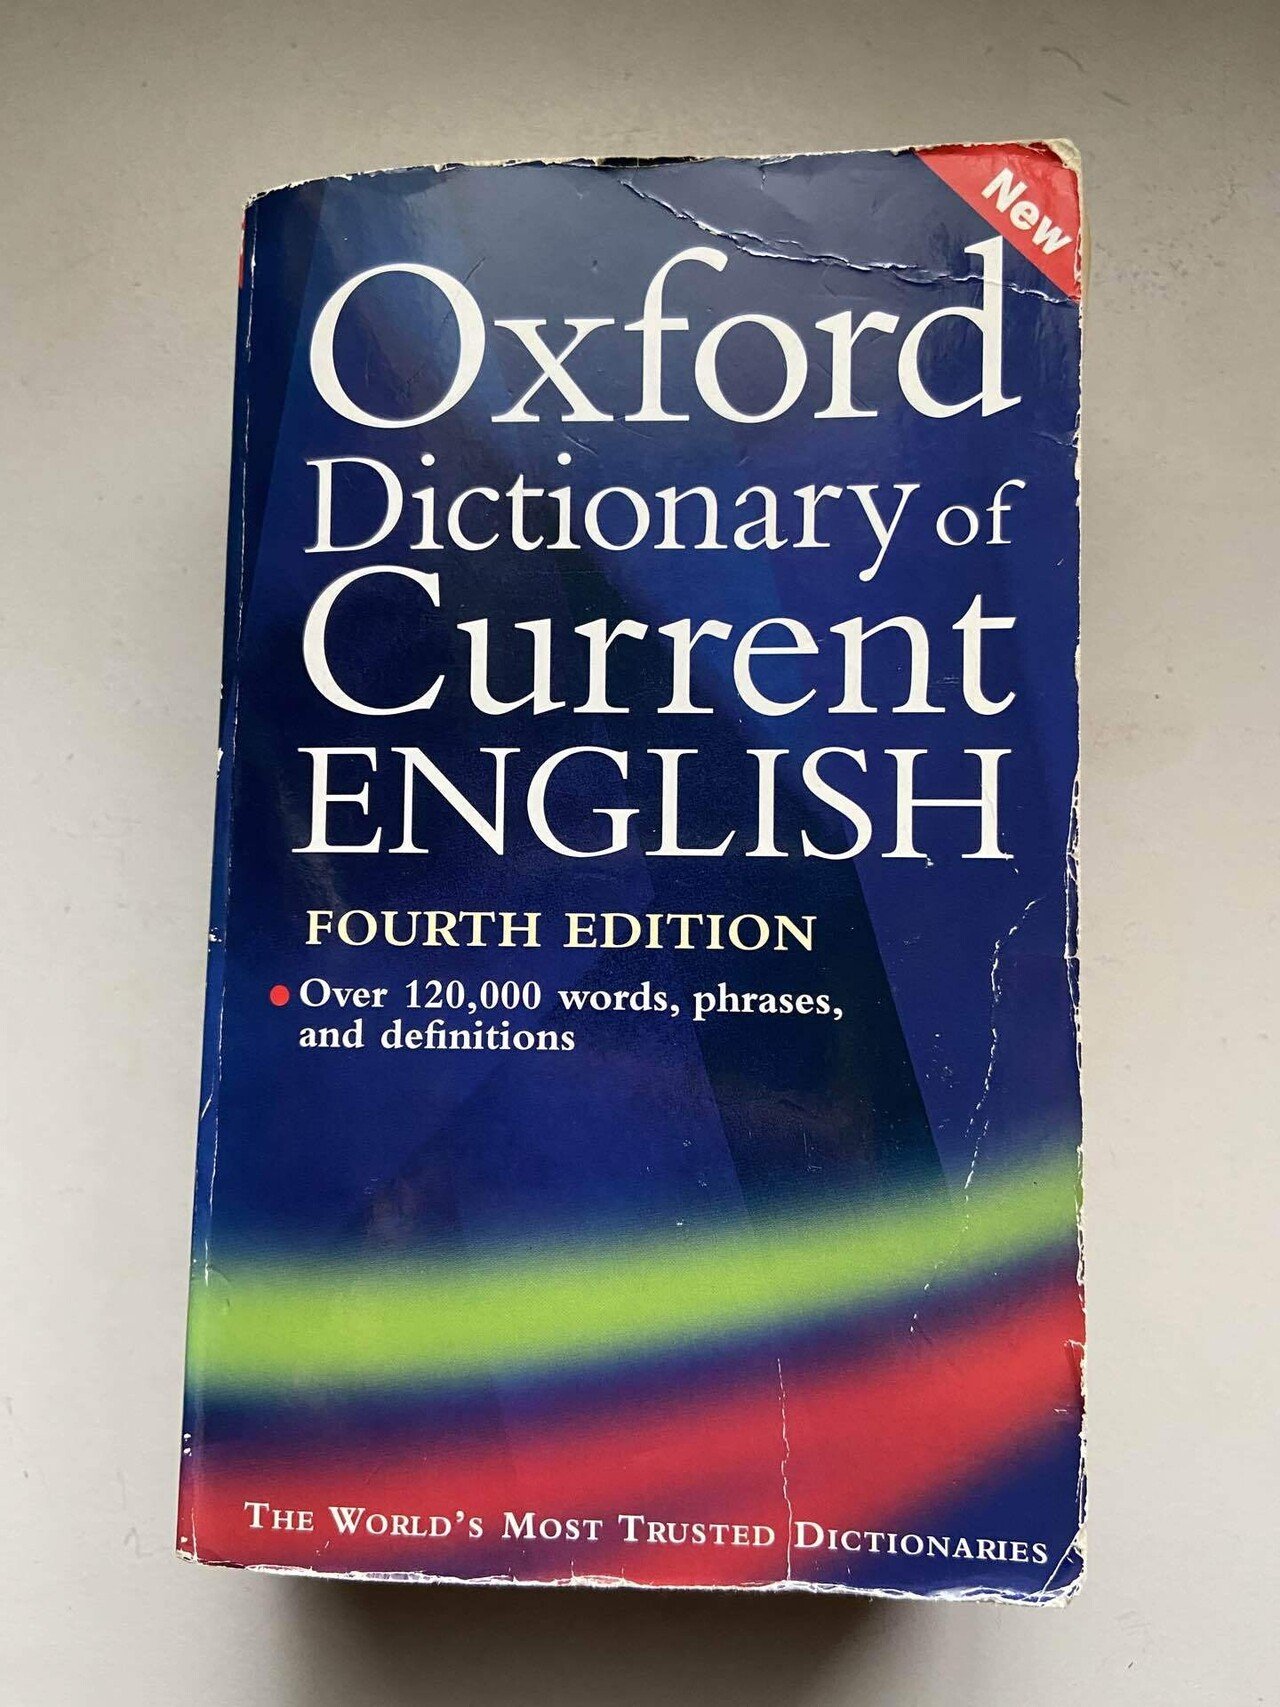 New
Oxford
Dictionary of
Current
ENGLISH
FOURTH EDITION
Over 120,000 words, phrases,
and definitions
THE WORLD'S MOST TRUSTED DICTIONARIES